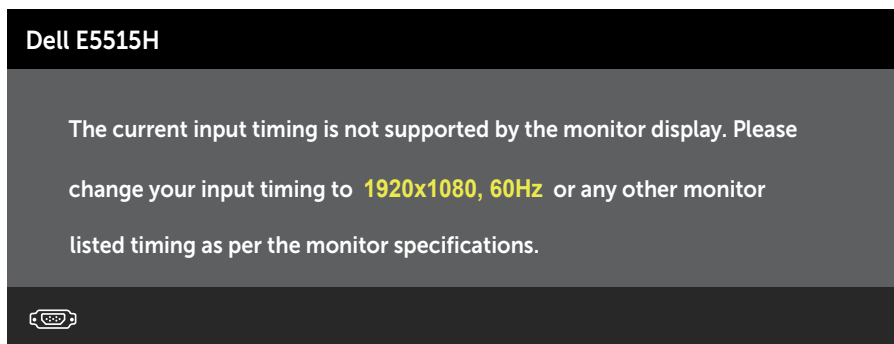 Dell E5515H
The current input timing is not supported by the monitor display. Please
change your input timing to 1920x1080, 60Hz or any other monitor
listed timing as per the monitor specifications.